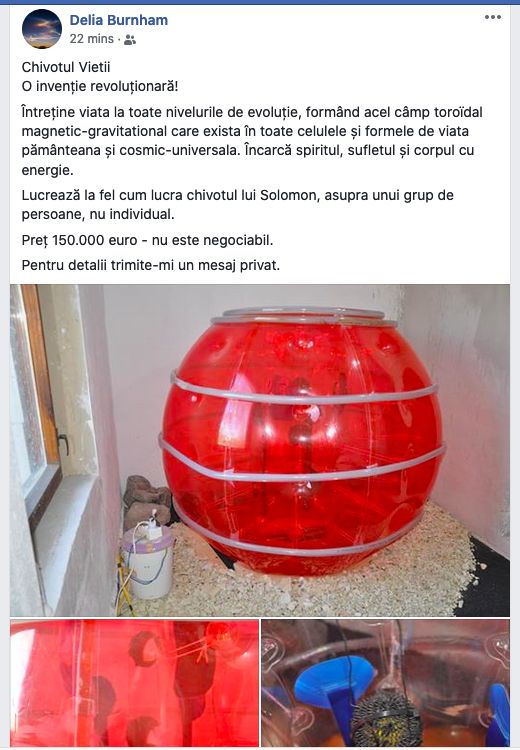 Delia Burnham
22 mins ·
Chivotul Vietii
O invenție revoluționară!
Întreține viata la toate nivelurile de evoluție, formând acel câmp toroïdal
magnetic-gravitational care exista în toate celulele și formele de viata
pământeana și cosmic-universala. Încarcă spiritul, sufletul și corpul cu
energie.
Lucrează la fel cum lucra chivotul lui Solomon, asupra unui grup de
persoane, nu individual.
Preț 150.000 euro - nu este negociabil.
Pentru detalii trimite-mi un mesaj privat.